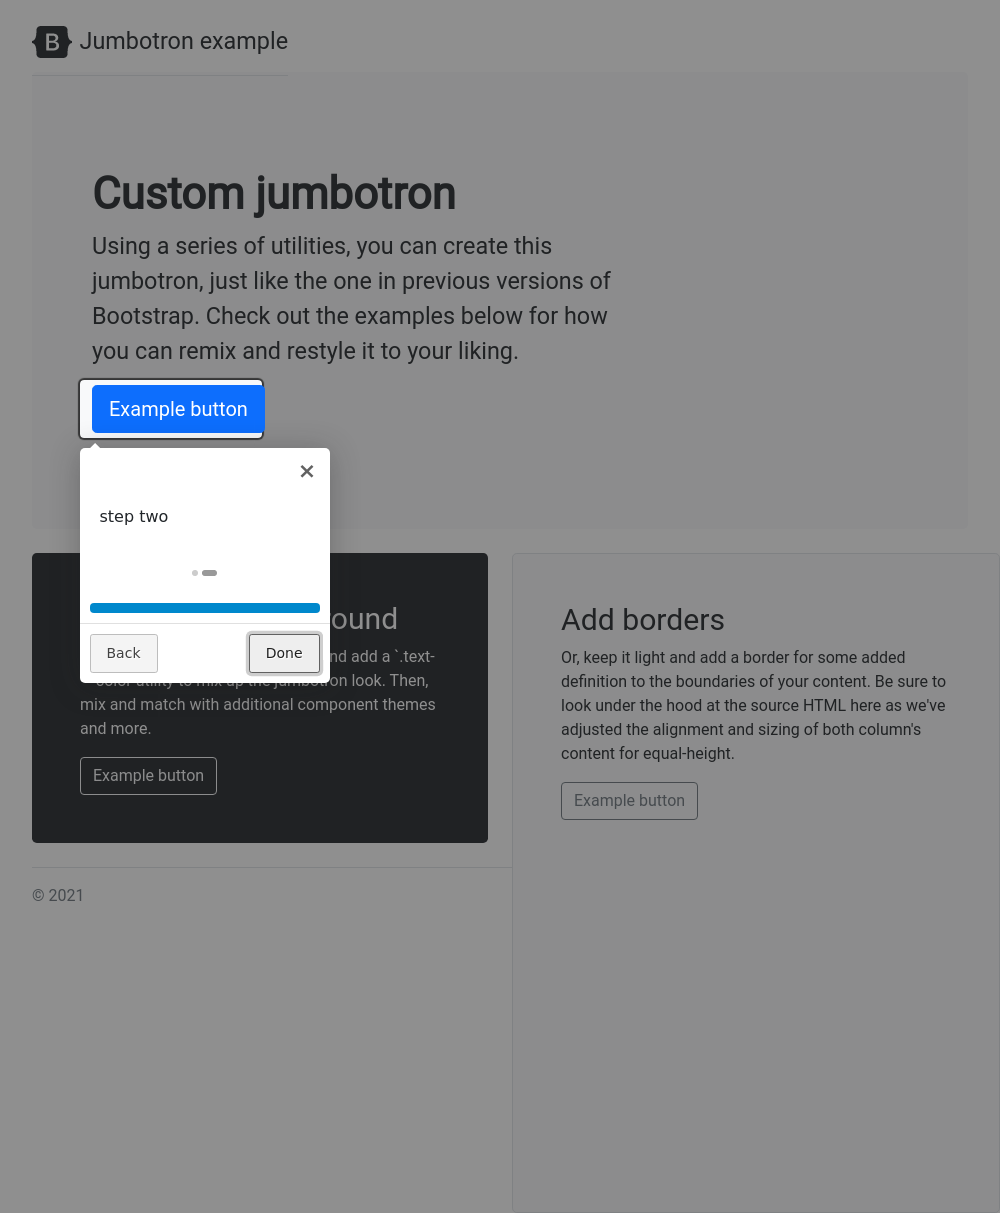 B Jumbotron example
Custom jumbotron
Using a series of utilities, you can create this
jumbotron, just like the one in previous versions of
Bootstrap. Check out the examples below for how
you can remix and restyle it to your liking.
Example button
×
step two
Back
Done
nd add a `.text-
color utility to mix up the jumbotron look. Then,
mix and match with additional component themes
and more.
Example button
Add borders
Or, keep it light and add a border for some added
definition to the boundaries of your content. Be sure to
look under the hood at the source HTML here as we've
adjusted the alignment and sizing of both column's
content for equal-height.
Example button
© 2021